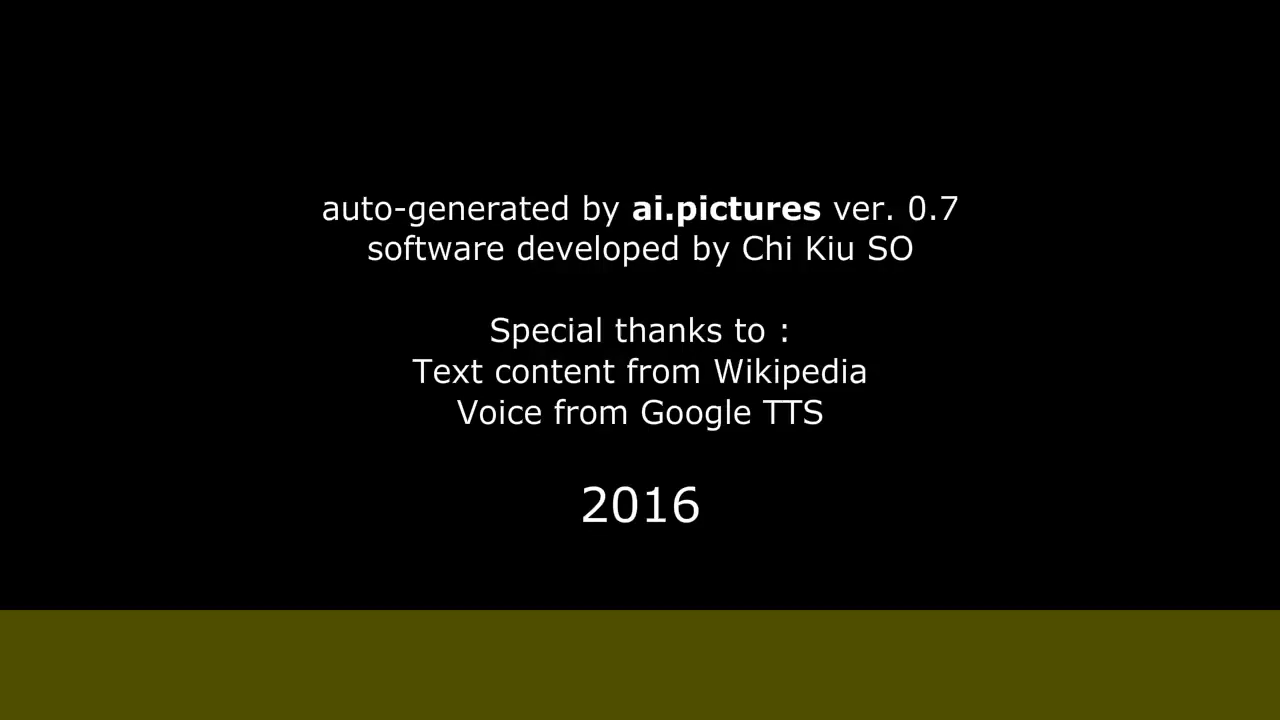 auto-generated by ai.pictures ver. 0.7
software developed by Chi Kiu SO
Special thanks to :
Text content from Wikipedia
Voice from Google TTS
2016